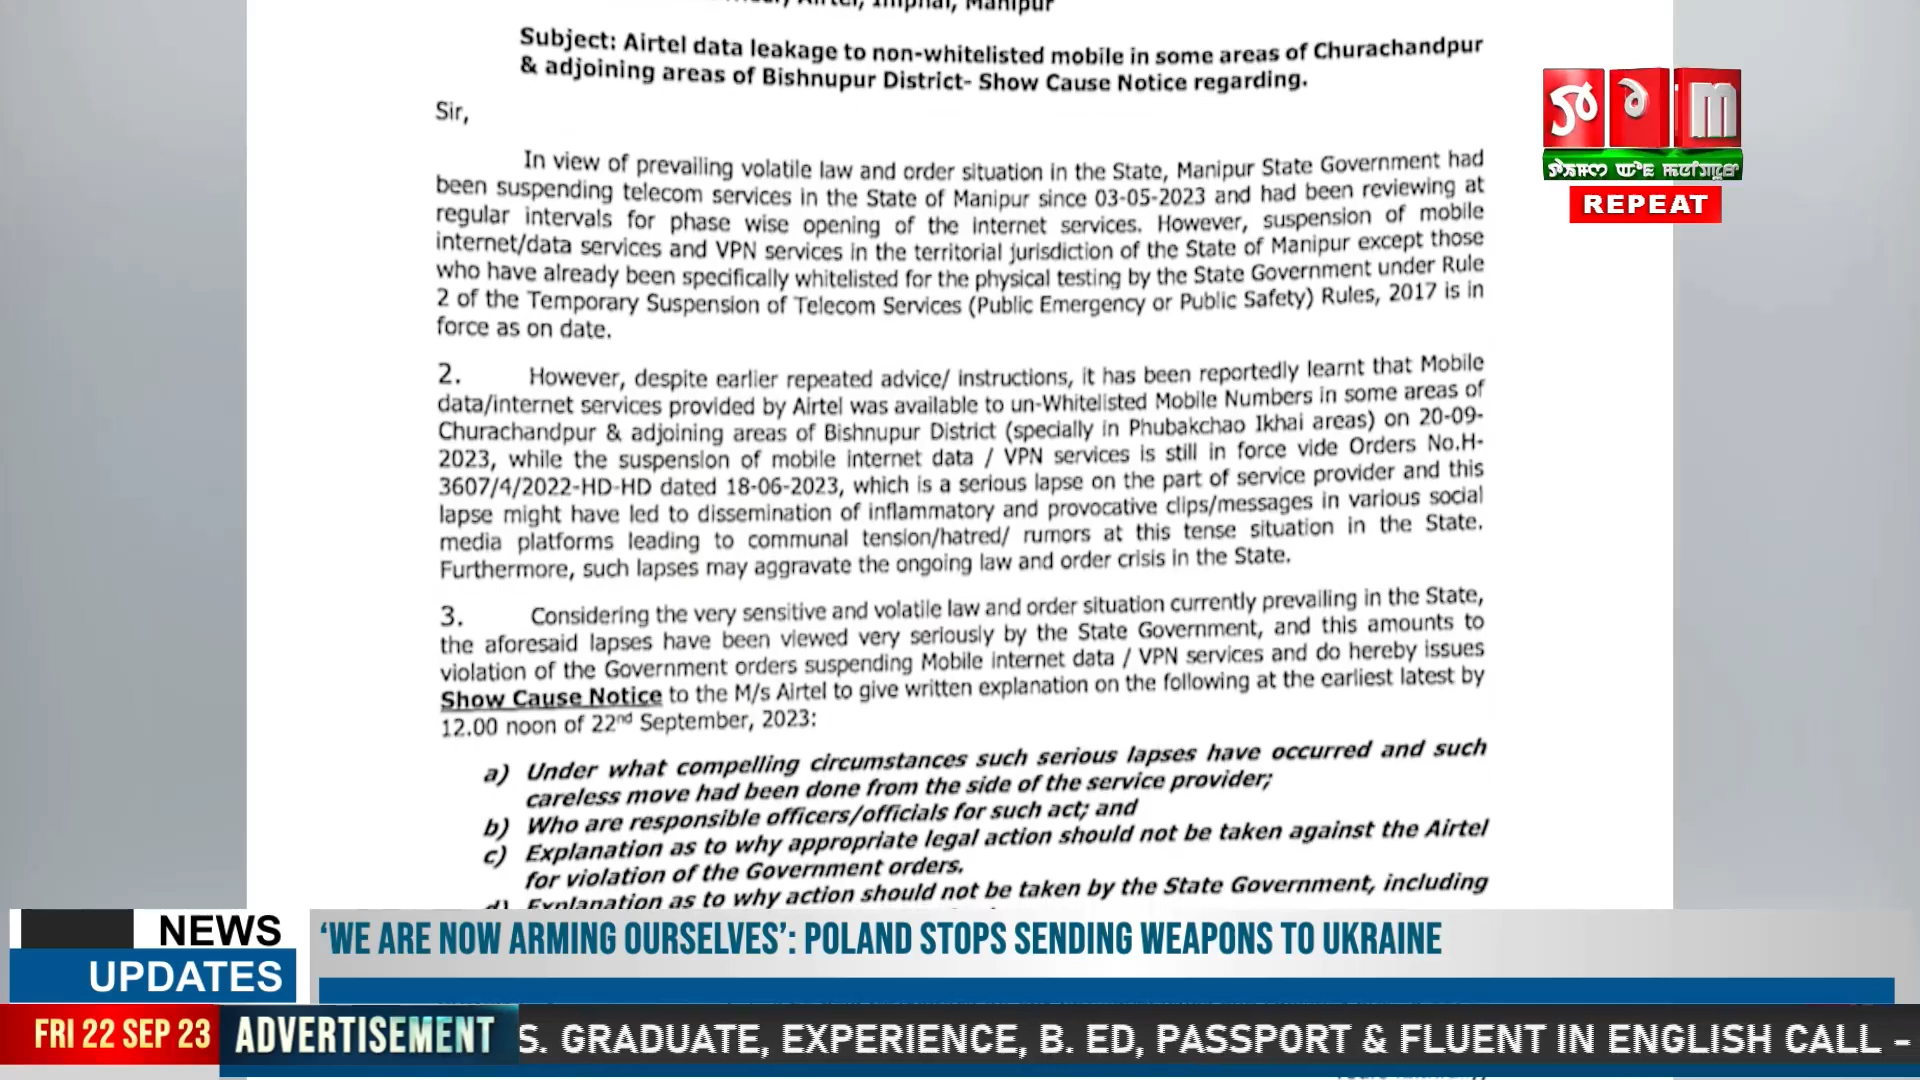 Airtel, Imphal, Manipur
Subject: Airtel data leakage to non-whitelisted mobile in some areas of Churachandpur
& adjoining areas of Bishnupur District- Show Cause Notice regarding.
Sir,
In view of prevailing volatile law and order situation in the State, Manipur State Government had
been suspending telecom services in the State of Manipur since 03-05-2023 and had been reviewing at
regular intervals for phase wise opening of the internet services. However, suspension of mobile
internet/data services and VPN services in the territorial jurisdiction of the State of Manipur except those
who have already been specifically whitelisted for the physical testing by the State Government under Rule
2 of the Temporary Suspension of Telecom Services (Public Emergency or Public Safety) Rules, 2017 is in
force as on date.
2. However, despite earlier repeated advice/ instructions, it has been reportedly learnt that Mobile
data/internet services provided by Airtel was available to un-Whitelisted Mobile Numbers in some areas of
Churachandpur & adjoining areas of Bishnupur District (specially in Phubakchao Ikhai areas) on 20-09-
2023, while the suspension of mobile internet data / VPN services is still in force vide Orders No.H-
3607/4/2022-HD-HD dated 18-06-2023, which is a serious lapse on the part of service provider and this
lapse might have led to dissemination of inflammatory and provocative clips/messages in various social
media platforms leading to communal tension/hatred/ rumors at this tense situation in the State.
Furthermore, such lapses may aggravate the ongoing law and order crisis in the State.
3. Considering the very sensitive and volatile law and order situation currently prevailing in the State,
the aforesaid lapses have been viewed very seriously by the State Government, and this amounts to
violation of the Government orders suspending Mobile internet data / VPN services and do hereby issues
Show Cause Notice to the M/s Airtel to give written explanation on the following at the earliest latest by
12.00 noon of 22nd September, 2023:
a) Under what compelling circumstances such serious lapses have occurred and such
careless move had been done from the side of the service provider;
b) Who are responsible officers/officials for such act; and
c) Explanation as to why appropriate legal action should not be taken against the Airtel
for violation of the Government orders.
d) Explanation as to why action should not be taken by the State Government, including
REPEAT
NEWS
UPDATES
‘WE ARE NOW ARMING OURSELVES’: POLAND STOPS SENDING WEAPONS TO UKRAINE
FRI 22 SEP 23
ADVERTISEMENT
S. GRADUATE, EXPERIENCE, B. ED, PASSPORT & FLUENT IN ENGLISH CALL -